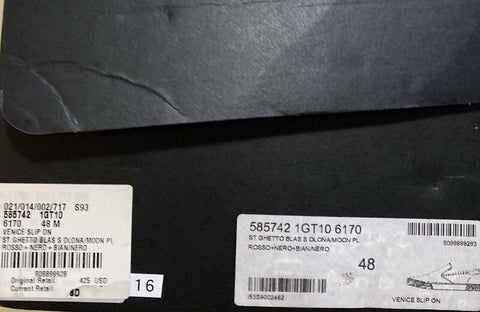 021/014/002/717 S93
585742 1GT10
6170 48 M
VENICE SLIP ON
ST.GHETTO BLAS S OLONA/MOON PL
ROSSO+NERO+BIAN/NERO
Original Retail: 425 USD
Current Retail:
16
585742 1GT10 6170
ST.GHETTO BLAS S OLONA/MOON PL
ROSSO+NERO+BIAN/NERO
48
VENICE SLIP ON